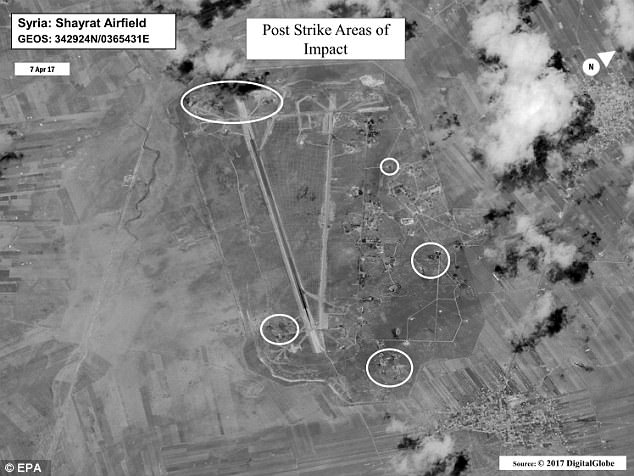 Syria: Shayrat Airfield
GEOS: 342924N/0365431E
Post Strike Areas of
Impact
7 Apr 17
N
© EPA
Source: © 2017 DigitalGlobe